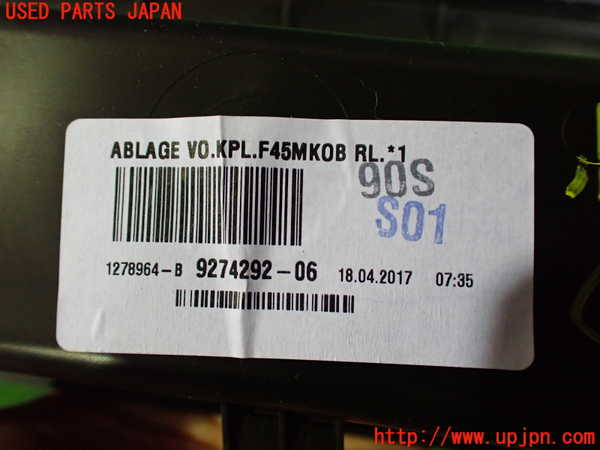 USED PARTS JAPAN
ABLAGE VO.KPL.F45MKOB RL.*1
90S
S01
1278964-B 9274292-06 18.04.2017 07:35
http://www.upjpn.com/